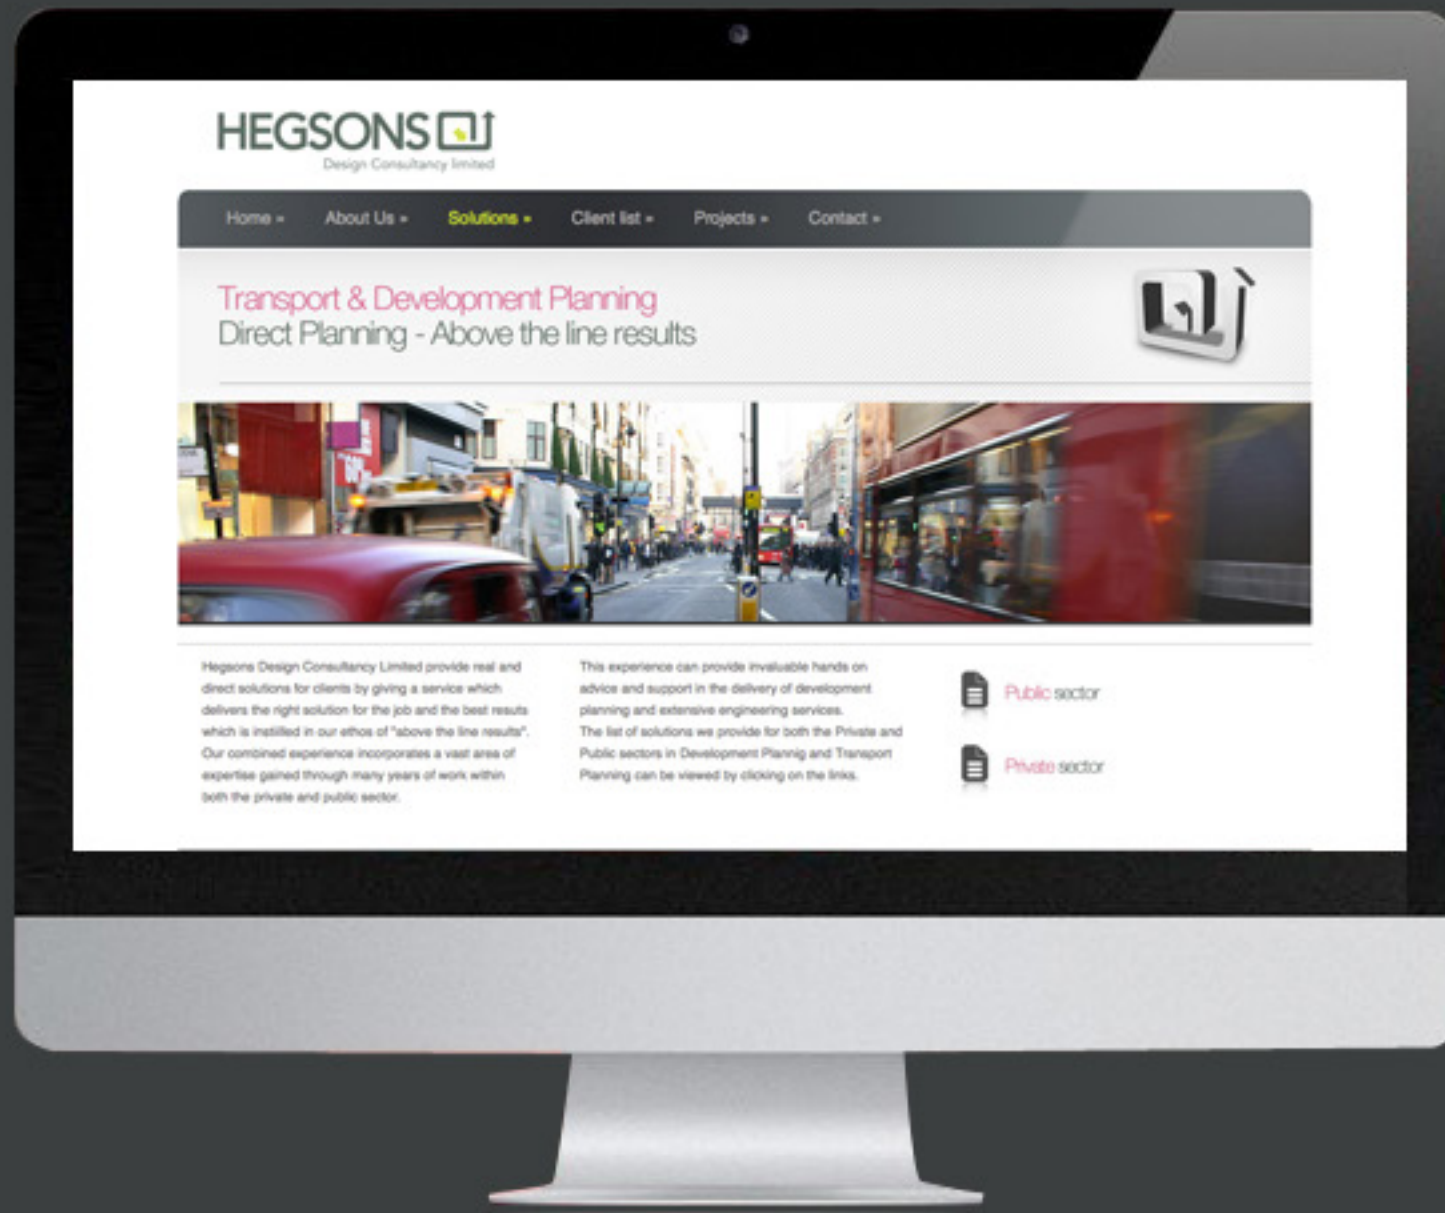 HEGSONS
Design Consultancy limited
Home »
About Us »
Solutions »
Client list »
Projects »
Contact »
Transport & Development Planning
Direct Planning - Above the line results
Hegsons Design Consultancy Limited provide real and
direct solutions for clients by giving a service which
delivers the right solution for the job and the best resuts
which is instilled in our ethos of "above the line results".
Our combined experience incorporates a vast area of
expertise gained through many years of work within
both the private and public sector.
This experience can provide invaluable hands on
advice and support in the delivery of development
planning and extensive engineering services.
The list of solutions we provide for both the Private and
Public sectors in Development Plannig and Transport
Planning can be viewed by clicking on the links.
Public sector
Private sector